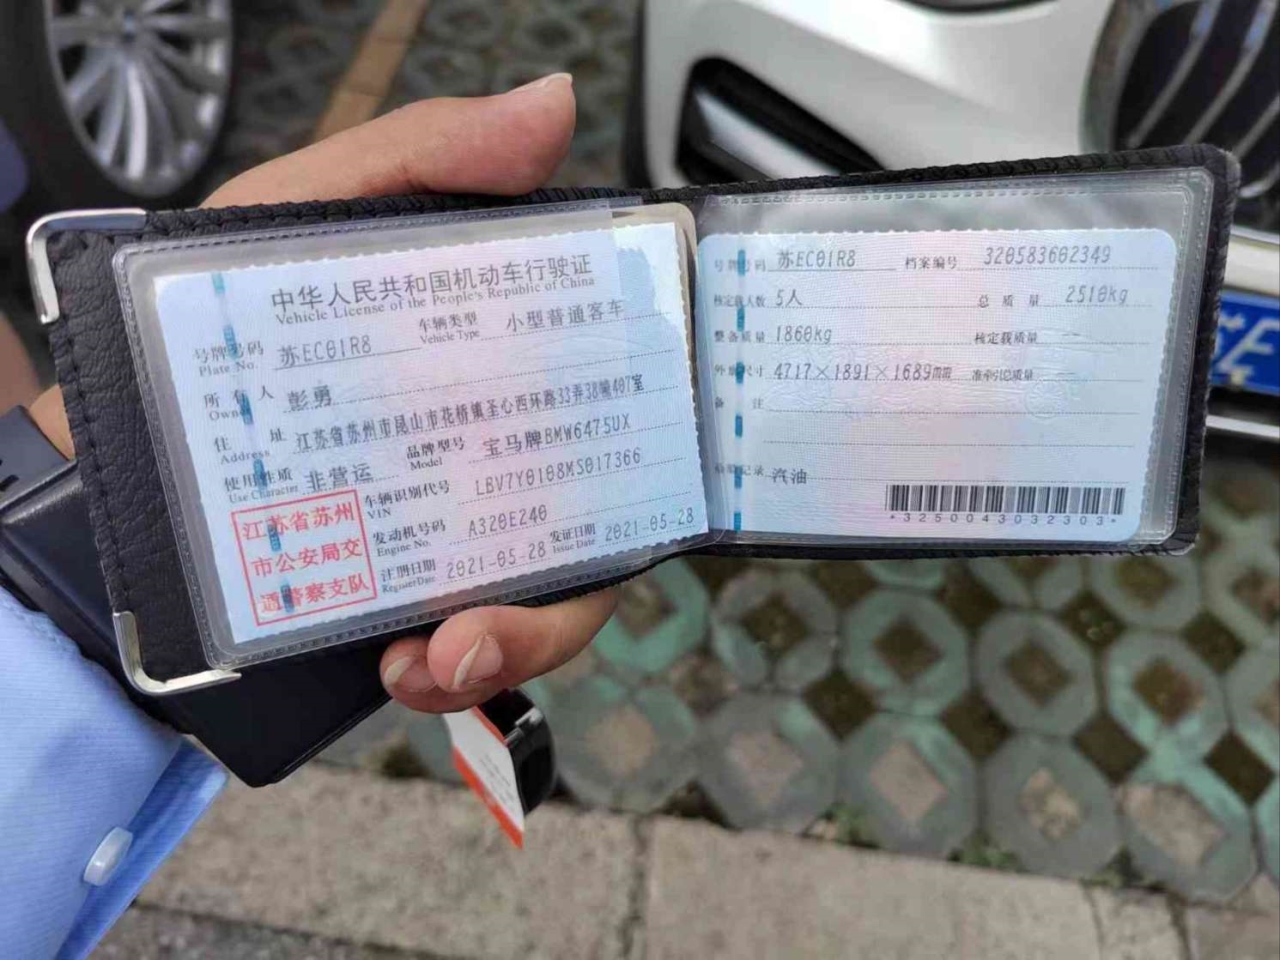 中华人民共和国机动车行驶证
Vehicle License of the People's Republic of China
号牌号码 苏EC01R8 车辆类型 小型普通客车
Plate No. Vehicle Type
所有人 彭勇
Owner
住址 江苏省苏州市昆山市花桥镇圣心西环路33弄38幢407室
Address
使用性质 非营运 品牌型号 宝马牌BMW6475UX
Use Character Model
江苏省苏州
市公安局交
通警察支队
车辆识别代号 LBV7Y0108MS017366
VIN
发动机号码 A320E240
Engine No.
注册日期 2021-05-28 发证日期 2021-05-28
Register Date Issue Date
号牌号码 苏EC01R8 档案编号 320583602349
核定载人数 5人 总质量 2510kg
整备质量 1860kg 核定载质量 --
外廓尺寸 4717×1891×1689mm 准牵引总质量 --
备注
检验记录 汽油
*3250043032303*